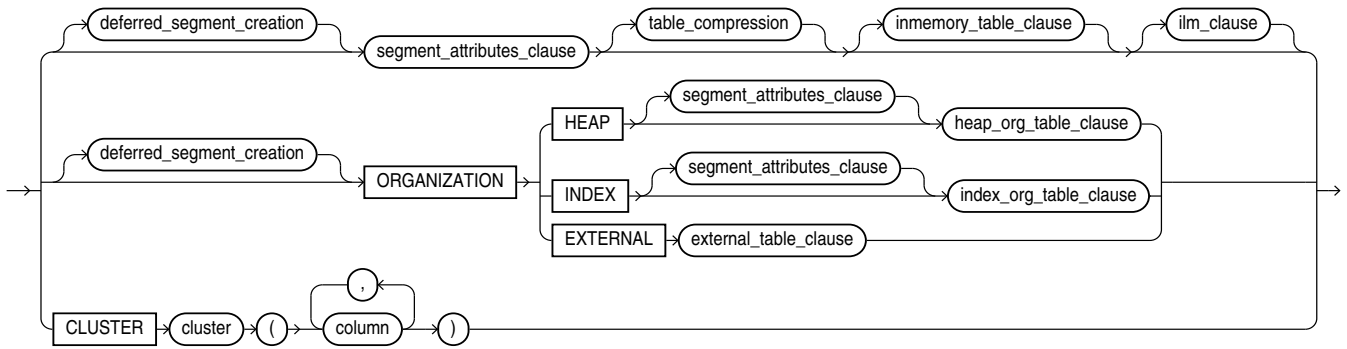 deferred_segment_creation
segment_attributes_clause
table_compression
inmemory_table_clause
ilm_clause
deferred_segment_creation
ORGANIZATION
HEAP
segment_attributes_clause
heap_org_table_clause
INDEX
segment_attributes_clause
index_org_table_clause
EXTERNAL
external_table_clause
CLUSTER
cluster
(
,
column
)